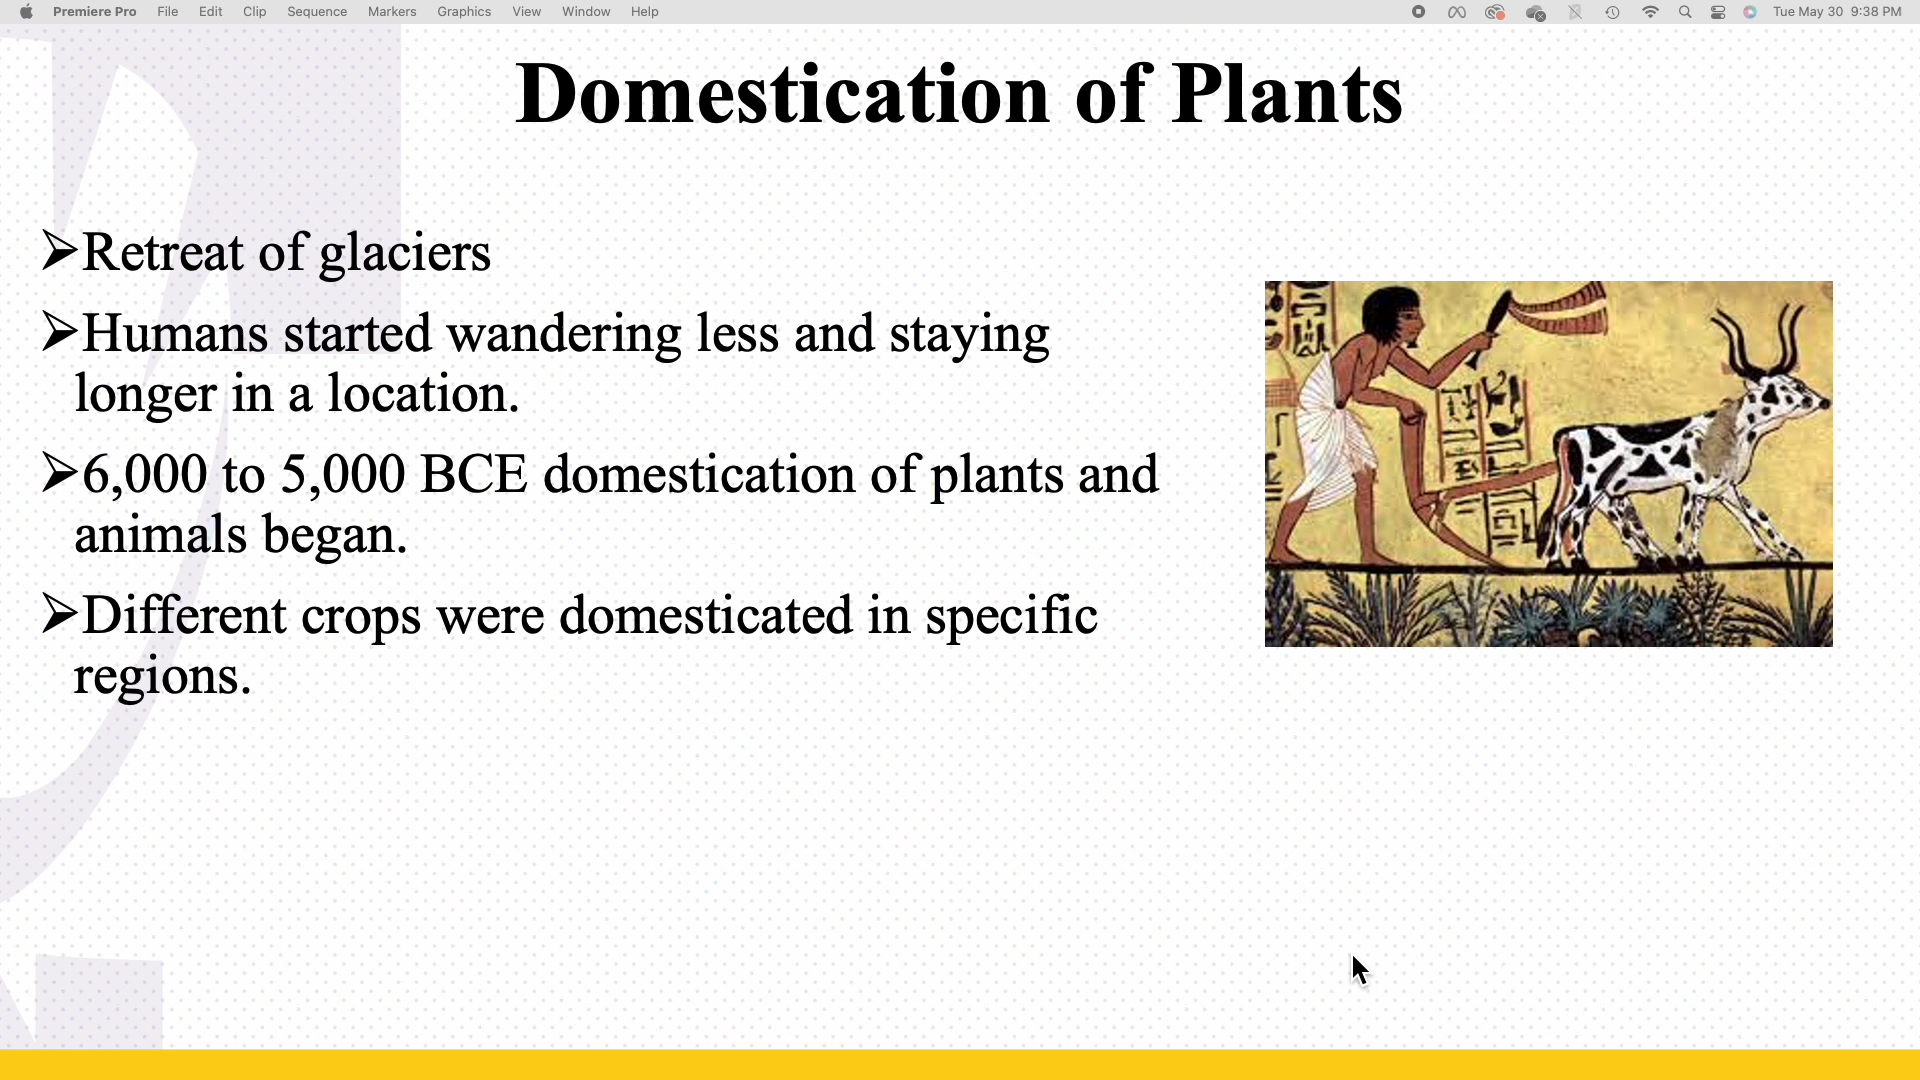 Premiere Pro File Edit Clip Sequence Markers Graphics View Window Help Tue May 30 9:38 PM
Domestication of Plants
➢Retreat of glaciers
➢Humans started wandering less and staying
longer in a location.
➢6,000 to 5,000 BCE domestication of plants and
animals began.
➢Different crops were domesticated in specific
regions.